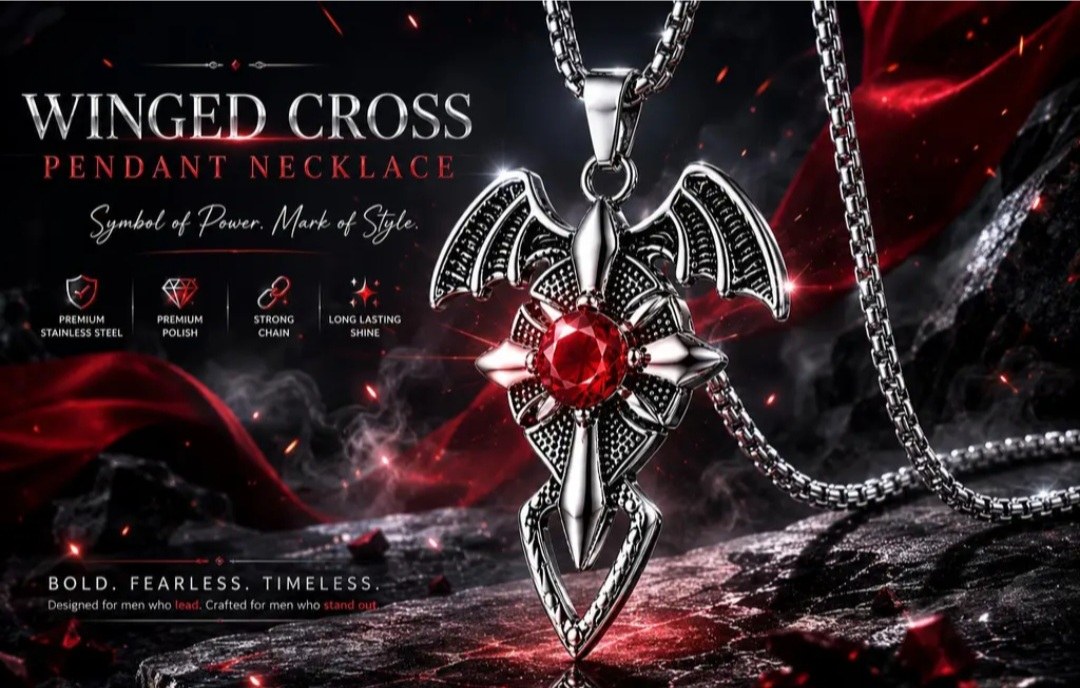 WINGED CROSS
PENDANT NECKLACE
Symbol of Power. Mark of Style.
PREMIUM
STAINLESS STEEL
PREMIUM
POLISH
STRONG
CHAIN
LONG LASTING
SHINE
BOLD. FEARLESS. TIMELESS.
Designed for men who lead. Crafted for men who stand out.